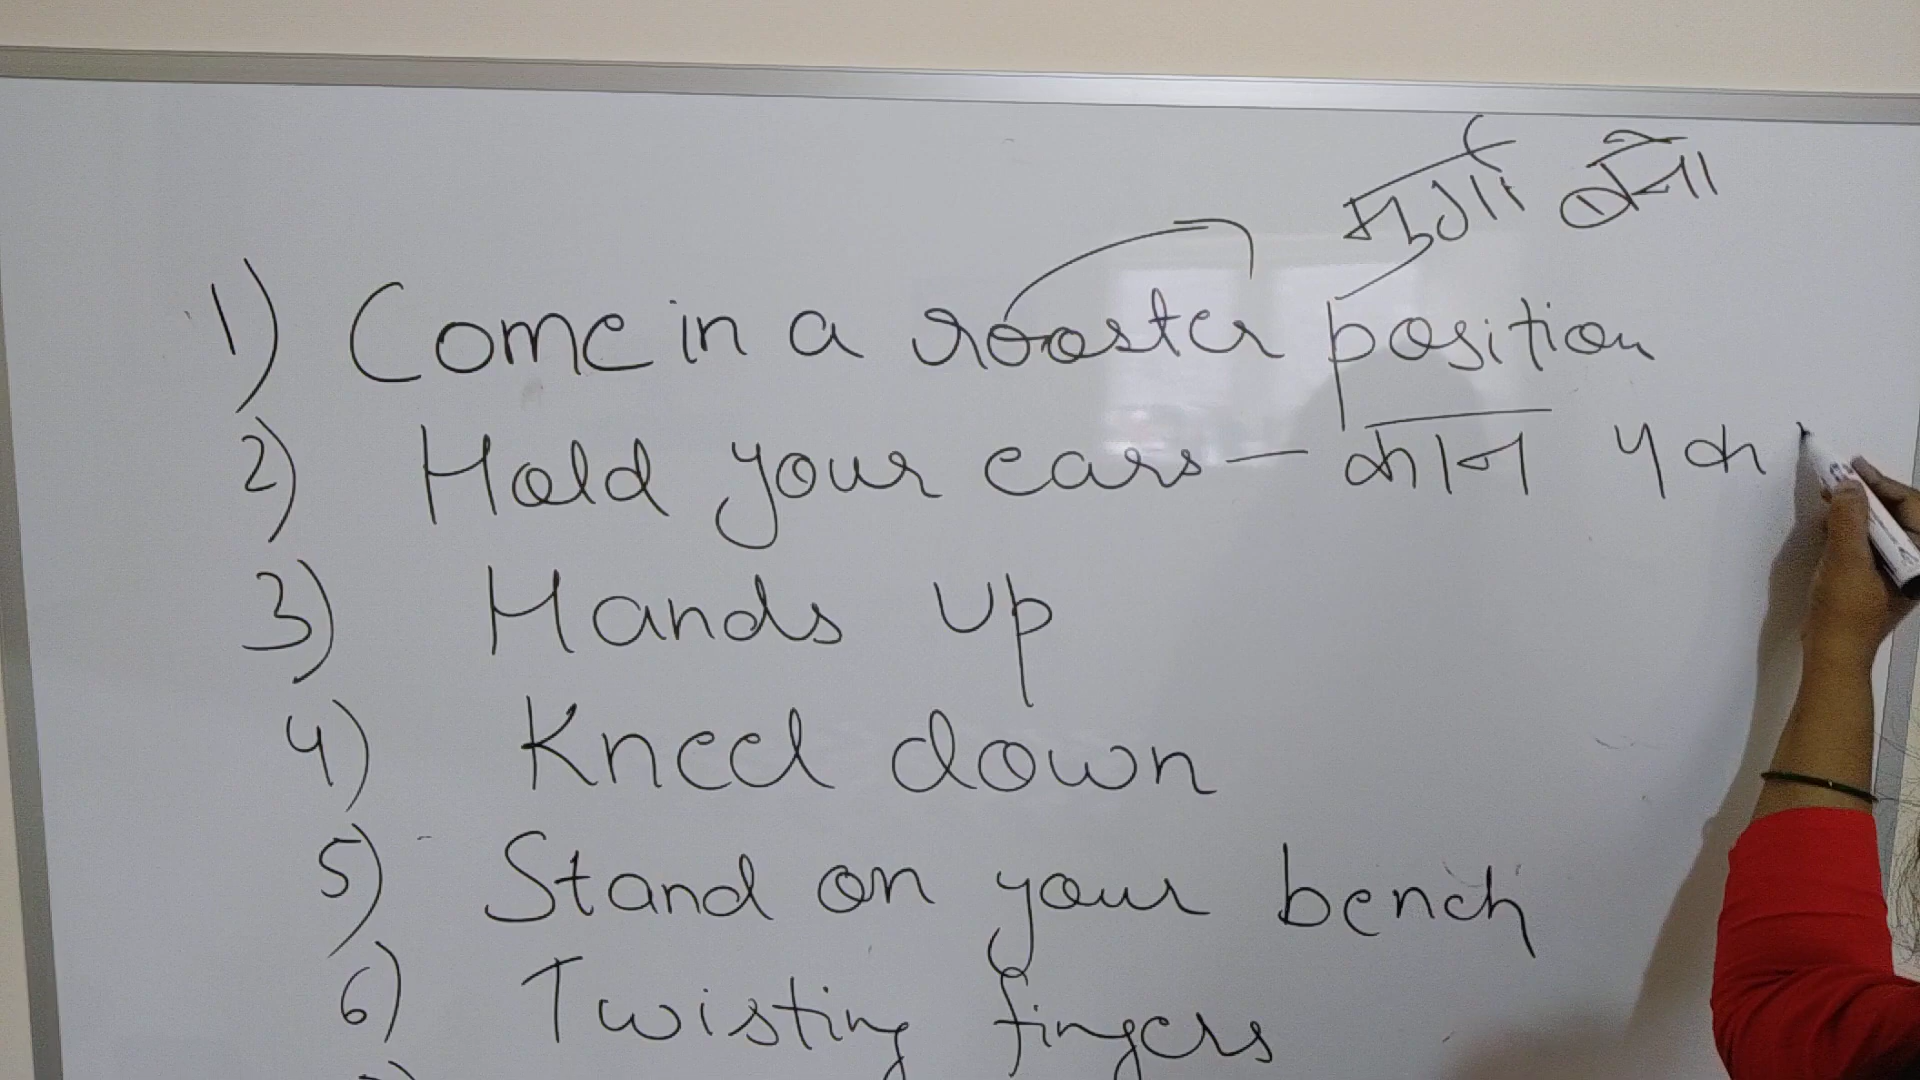 मुर्गा बनो
1) Come in a rooster position
2) Hold your ears - कान पक
3) Hands up
4) Kneel down
5) Stand on your bench
6) Twisting fingers